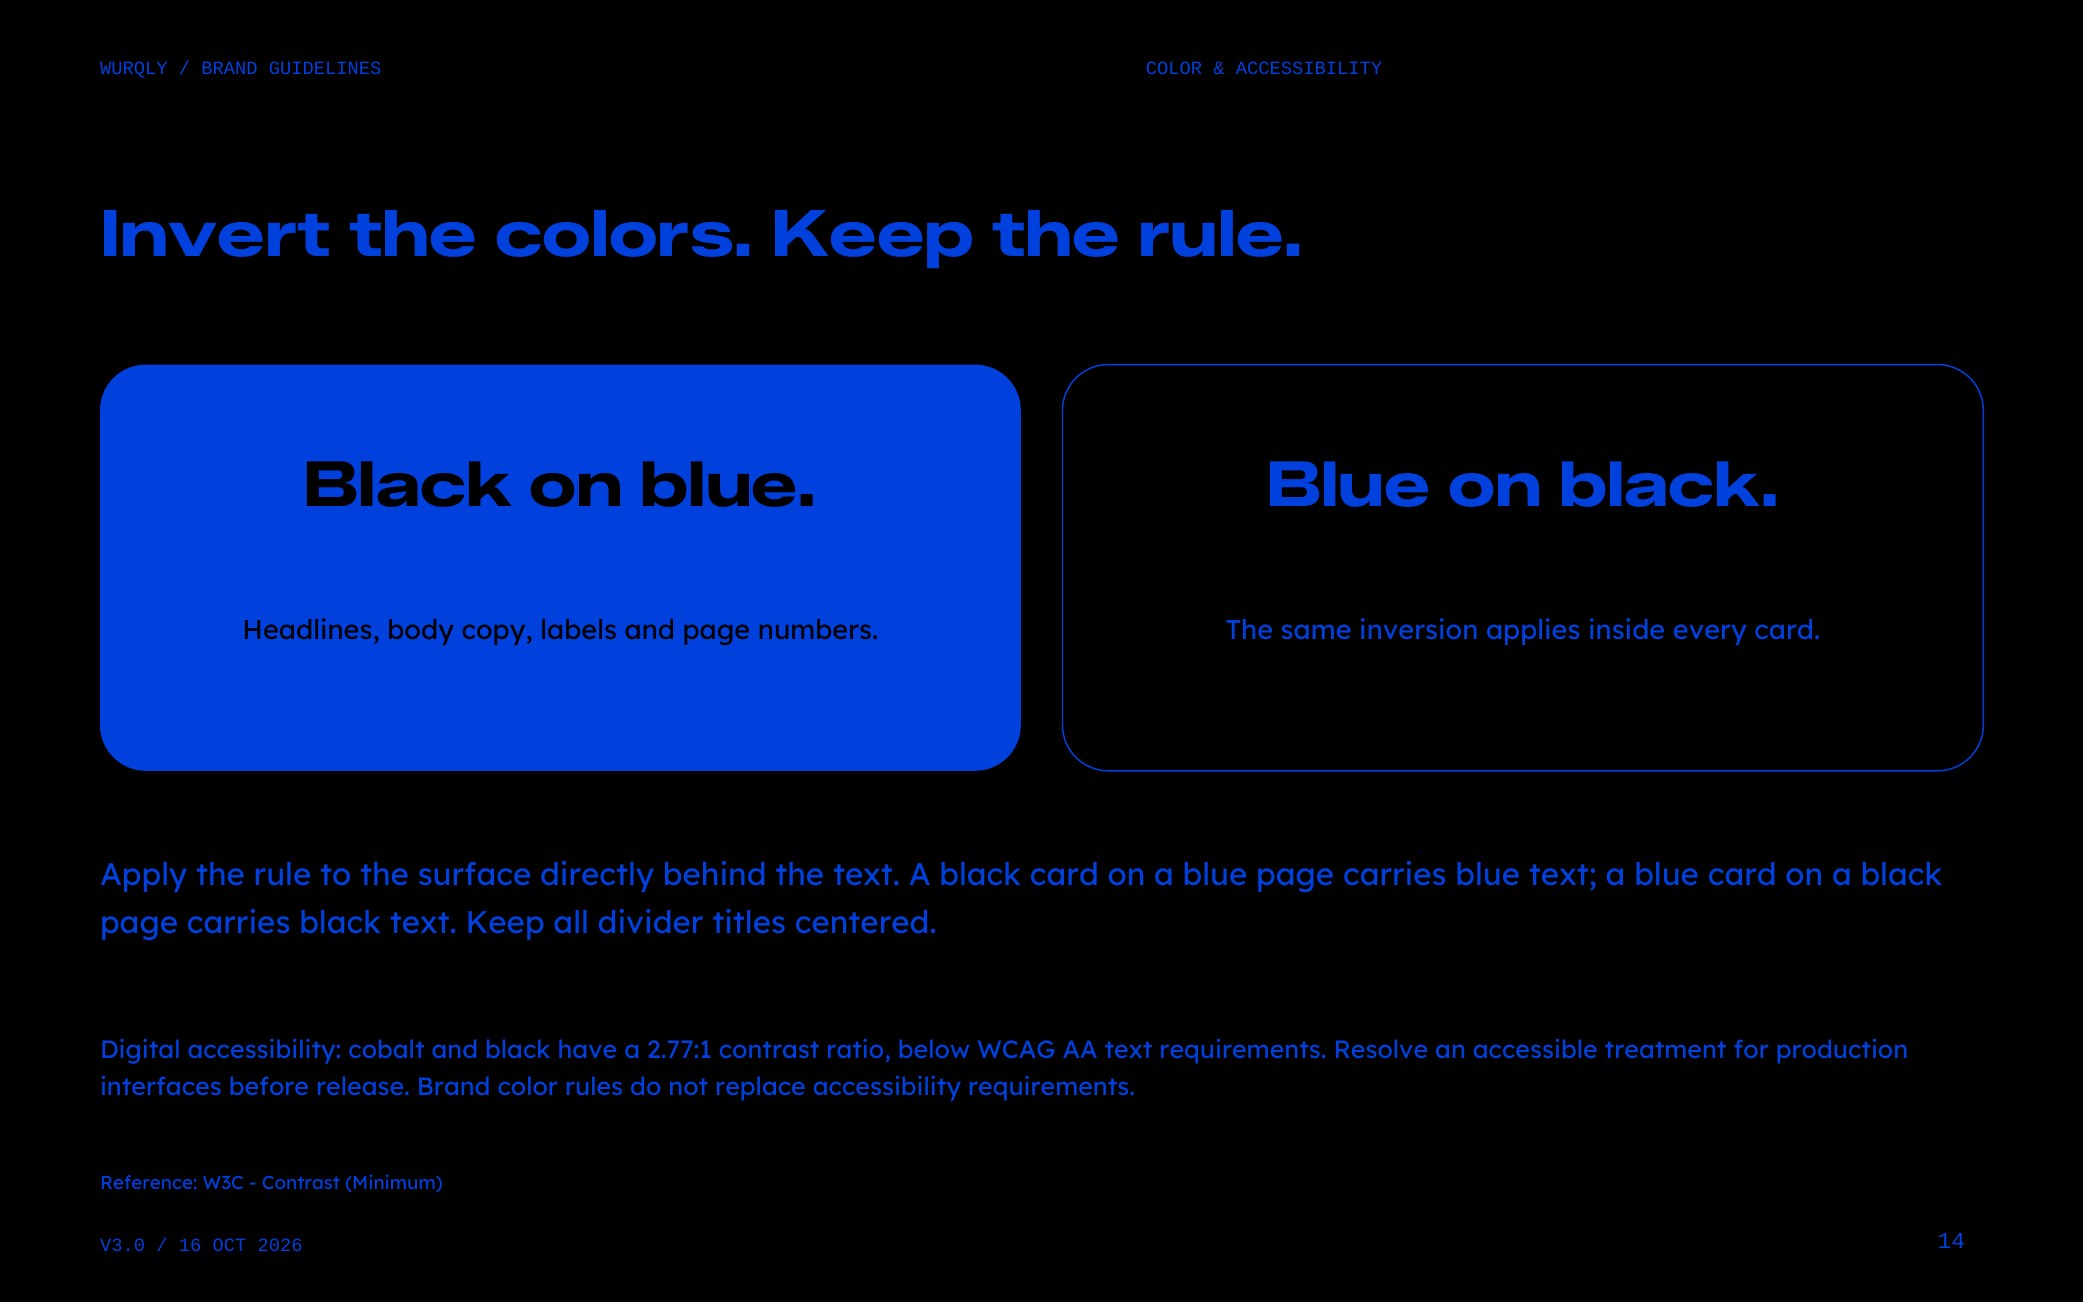 WURQLY / BRAND GUIDELINES
COLOR & ACCESSIBILITY
Invert the colors. Keep the rule.
Black on blue.
Headlines, body copy, labels and page numbers.
Blue on black.
The same inversion applies inside every card.
Apply the rule to the surface directly behind the text. A black card on a blue page carries blue text; a blue card on a black
page carries black text. Keep all divider titles centered.
Digital accessibility: cobalt and black have a 2.77:1 contrast ratio, below WCAG AA text requirements. Resolve an accessible treatment for production
interfaces before release. Brand color rules do not replace accessibility requirements.
Reference: W3C - Contrast (Minimum)
V3.0 / 16 OCT 2026
14